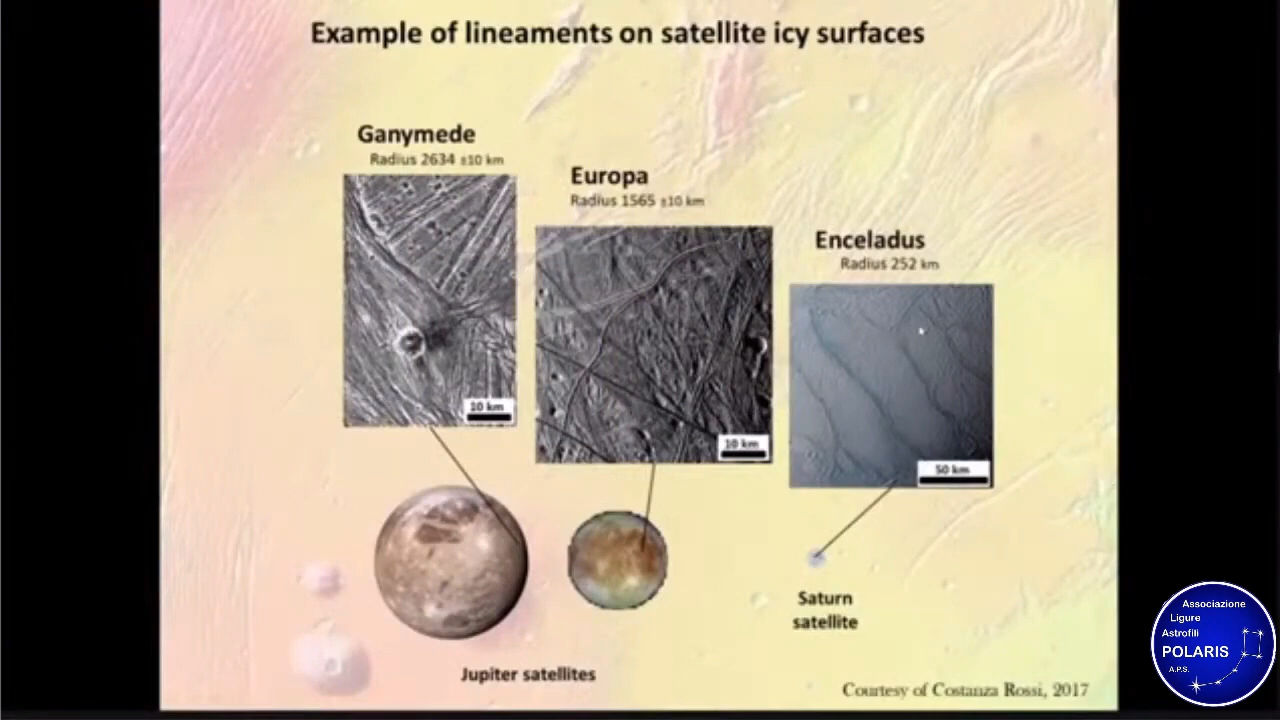 Example of lineaments on satellite icy surfaces
Ganymede
Radius 2634 ±10 km
Europa
Radius 1565 ±10 km
Enceladus
Radius 252 km
10 km
10 km
50 km
Saturn
satellite
Jupiter satellites
Courtesy of Costanza Rossi, 2017
Associazione
Ligure
Astrofili
POLARIS
A.P.S.